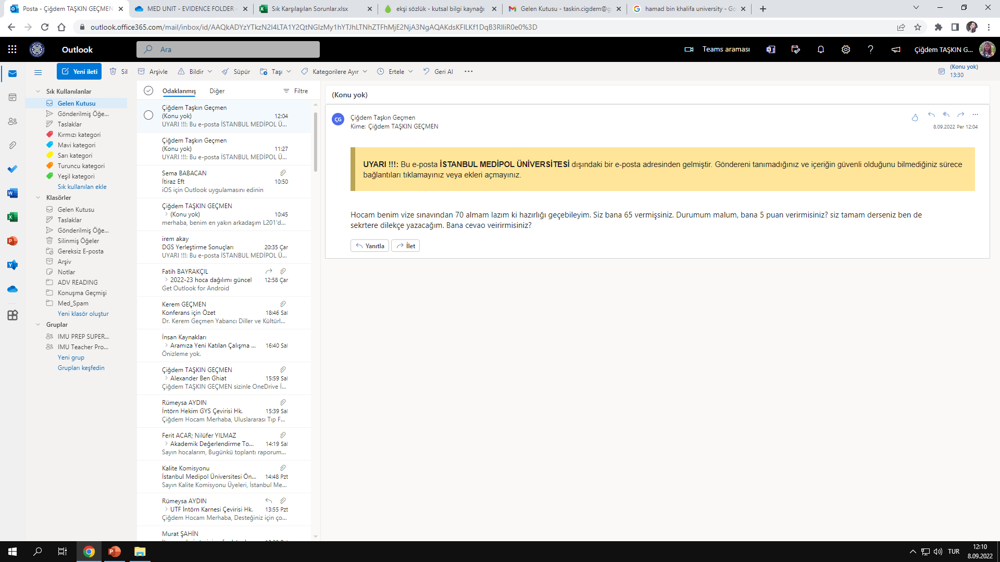 Posta - Çiğdem TAŞKIN GEÇMEN
MED UNIT - EVIDENCE FOLDER -
Sık Karşılaşılan Sorunlar.xlsx
ekşi sözlük - kutsal bilgi kaynağı
Gelen Kutusu - taskin.cigdem@g
hamad bin khalifa university - Go
Outlook
Ara
Teams araması
Çiğdem TAŞKIN G...
Yeni ileti
Sil
Arşivle
Bildir
Süpür
Taşı
Kategorilere Ayır
Ertele
Geri Al
(Konu yok)
13:30
Sık Kullanılanlar
Gelen Kutusu
Gönderilmiş Öğe...
Taslaklar
Kırmızı kategori
Mavi kategori
Sarı kategori
Turuncu kategori
Yeşil kategori
Sık kullanılan ekle
Klasörler
Gelen Kutusu
Taslaklar
Gönderilmiş Öğe...
Silinmiş Öğeler
Gereksiz E-posta
Arşiv
Notlar
ADV READING
Konuşma Geçmişi
Med_Spam
Yeni klasör oluştur
Gruplar
IMU PREP SUPER...
IMU Teacher Pro...
Yeni grup
Grupları keşfedin
Odaklanmış
Diğer
Filtre
Çiğdem Taşkın Geçmen
(Konu yok) 12:04
UYARI !!!: Bu e-posta İSTANBUL MEDİPOL Ü...
Çiğdem Taşkın Geçmen
(Konu yok) 11:27
UYARI !!!: Bu e-posta İSTANBUL MEDİPOL Ü...
Sema BABACAN
İtiraz Eft 10:50
iOS için Outlook uygulamasını edinin
Çiğdem TAŞKIN GEÇMEN
(Konu yok) 10:45
merhaba, benim en yakın arkadaşım L201'd...
irem akay
DGS Yerleştirme Sonuçları 20:35 Çar
UYARI !!!: Bu e-posta İSTANBUL MEDİPOL Ü...
Fatih BAYRAKÇIL
2022-23 hoca dağılımı güncel 12:58 Çar
Get Outlook for Android
Kerem GEÇMEN
Konferans için Özet 18:46 Sal
Dr. Kerem Geçmen Yabancı Diller ve Kültürl...
İnsan Kaynakları
Aramıza Yeni Katılan Çalışma ... 16:40 Sal
Önizleme yok.
Çiğdem TAŞKIN GEÇMEN
Alexander Ben Ghiat 15:59 Sal
Çiğdem TAŞKIN GEÇMEN sizinle OneDrive İ...
Rümeysa AYDIN
İntörn Hekim GYS Çevirisi Hk. 15:39 Sal
Çiğdem Hocam Merhaba, Uluslararası Tıp F...
Ferit ACAR; Nilüfer YILMAZ
Akademik Değerlendirme To... 14:19 Sal
Sayın hocalarım, Bugünkü toplantı raporum...
Kalite Komisyonu
İstanbul Medipol Üniversitesi Ön... 14:48 Pzt
Sayın Kalite Komisyonu Üyeleri, İstanbul Me...
Rümeysa AYDIN
UTF İntörn Karnesi Çevirisi Hk. 13:55 Pzt
Çiğdem Hocam Merhaba, Desteğiniz için ço...
Murat ŞAHİN
(Konu yok)
ÇG
Çiğdem Taşkın Geçmen
Kime: Çiğdem TAŞKIN GEÇMEN
8.09.2022 Per 12:04
UYARI !!!: Bu e-posta İSTANBUL MEDİPOL ÜNİVERSİTESİ dışındaki bir e-posta adresinden gelmiştir. Göndereni tanımadığınız ve içeriğin güvenli olduğunu bilmediğiniz sürece
bağlantıları tıklamayınız veya ekleri açmayınız.
Hocam benim vize sınavından 70 almam lazım ki hazırlığı geçebileyim. Siz bana 65 vermişsiniz. Durumum malum, bana 5 puan verirmisiniz? siz tamam derseniz ben de
sekrtere dilekçe yazacağım. Bana cevao veirirmisiniz?
Yanıtla
İlet
TUR
12:10
8.09.2022